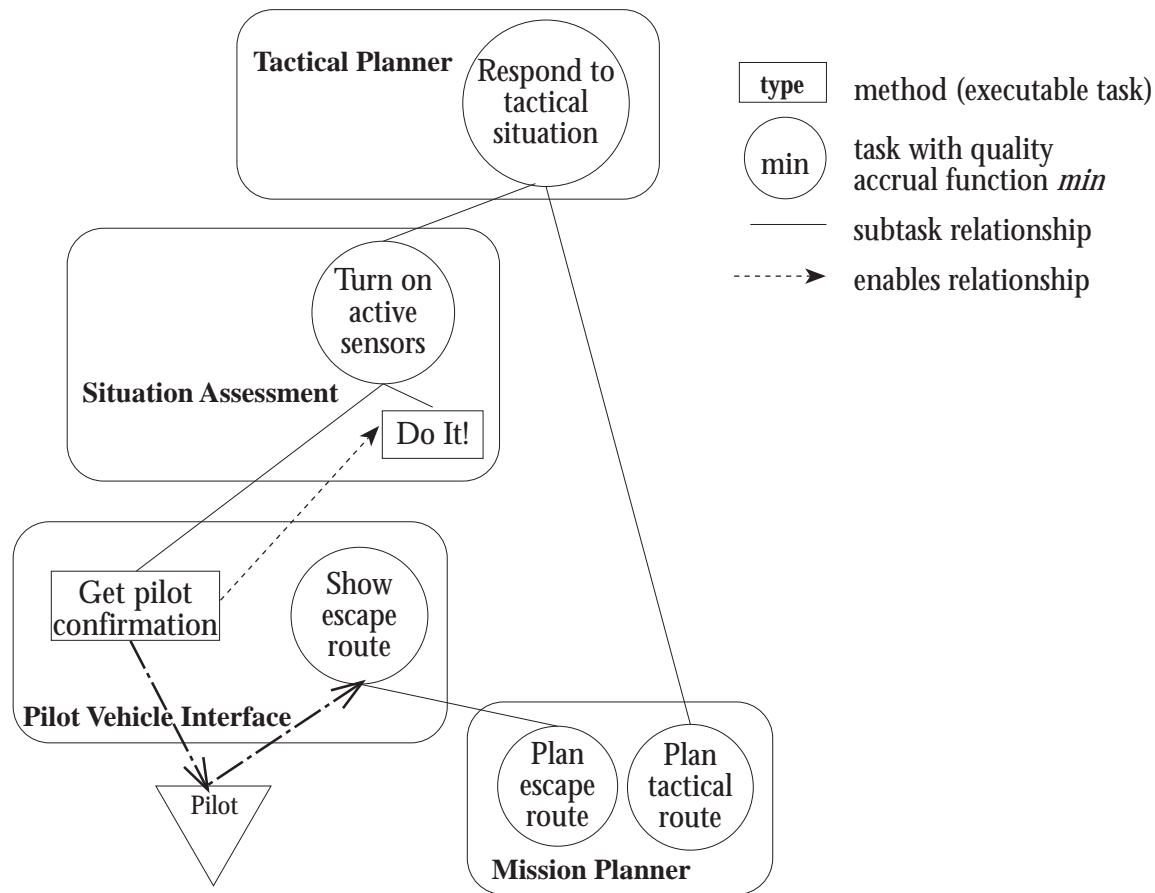 Tactical Planner
Respond to
tactical
situation
type
method (executable task)
min
task with quality
accrual function min
subtask relationship
enables relationship
Turn on
active
sensors
Situation Assessment
Do It!
Get pilot
confirmation
Show
escape
route
Pilot Vehicle Interface
Pilot
Plan
escape
route
Plan
tactical
route
Mission Planner